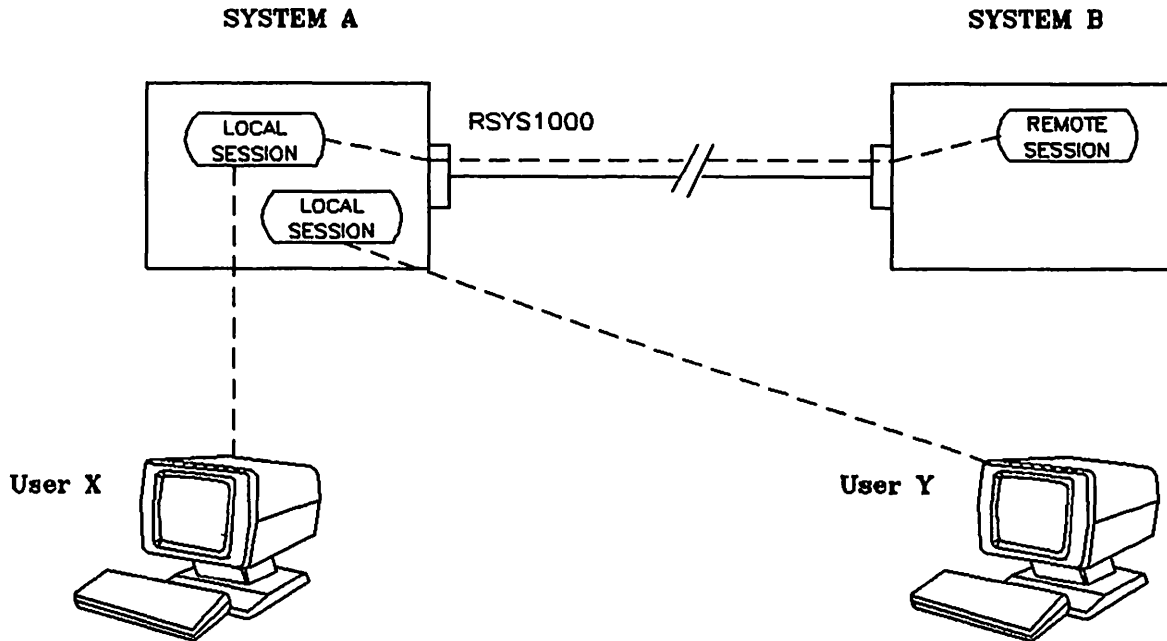 SYSTEM A
SYSTEM B
LOCAL
SESSION
RSYS1000
REMOTE
SESSION
LOCAL
SESSION
User X
User Y